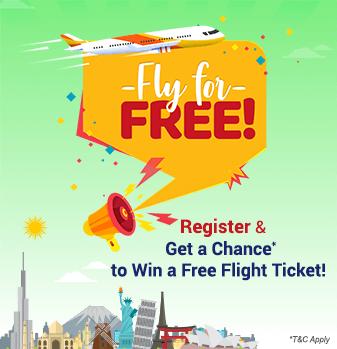 -Fly for-
FREE!
Register &
Get a Chance*
to Win a Free Flight Ticket!
*T&C Apply